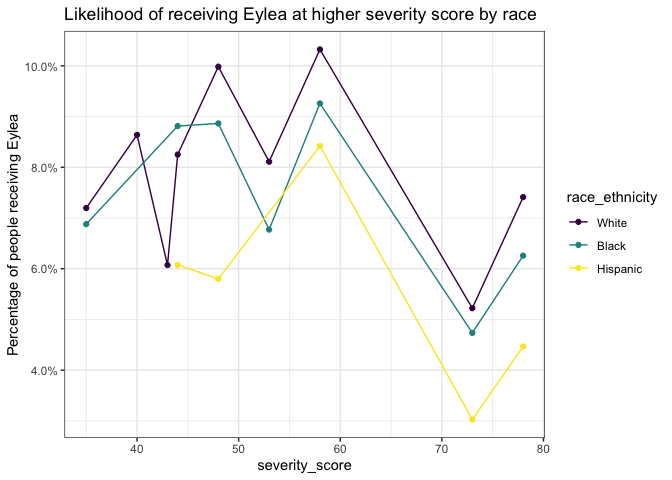 Likelihood of receiving Eylea at higher severity score by race
Percentage of people receiving Eylea
10.0%
8.0%
6.0%
4.0%
40 50 60 70 80
severity_score
race_ethnicity
White
Black
Hispanic